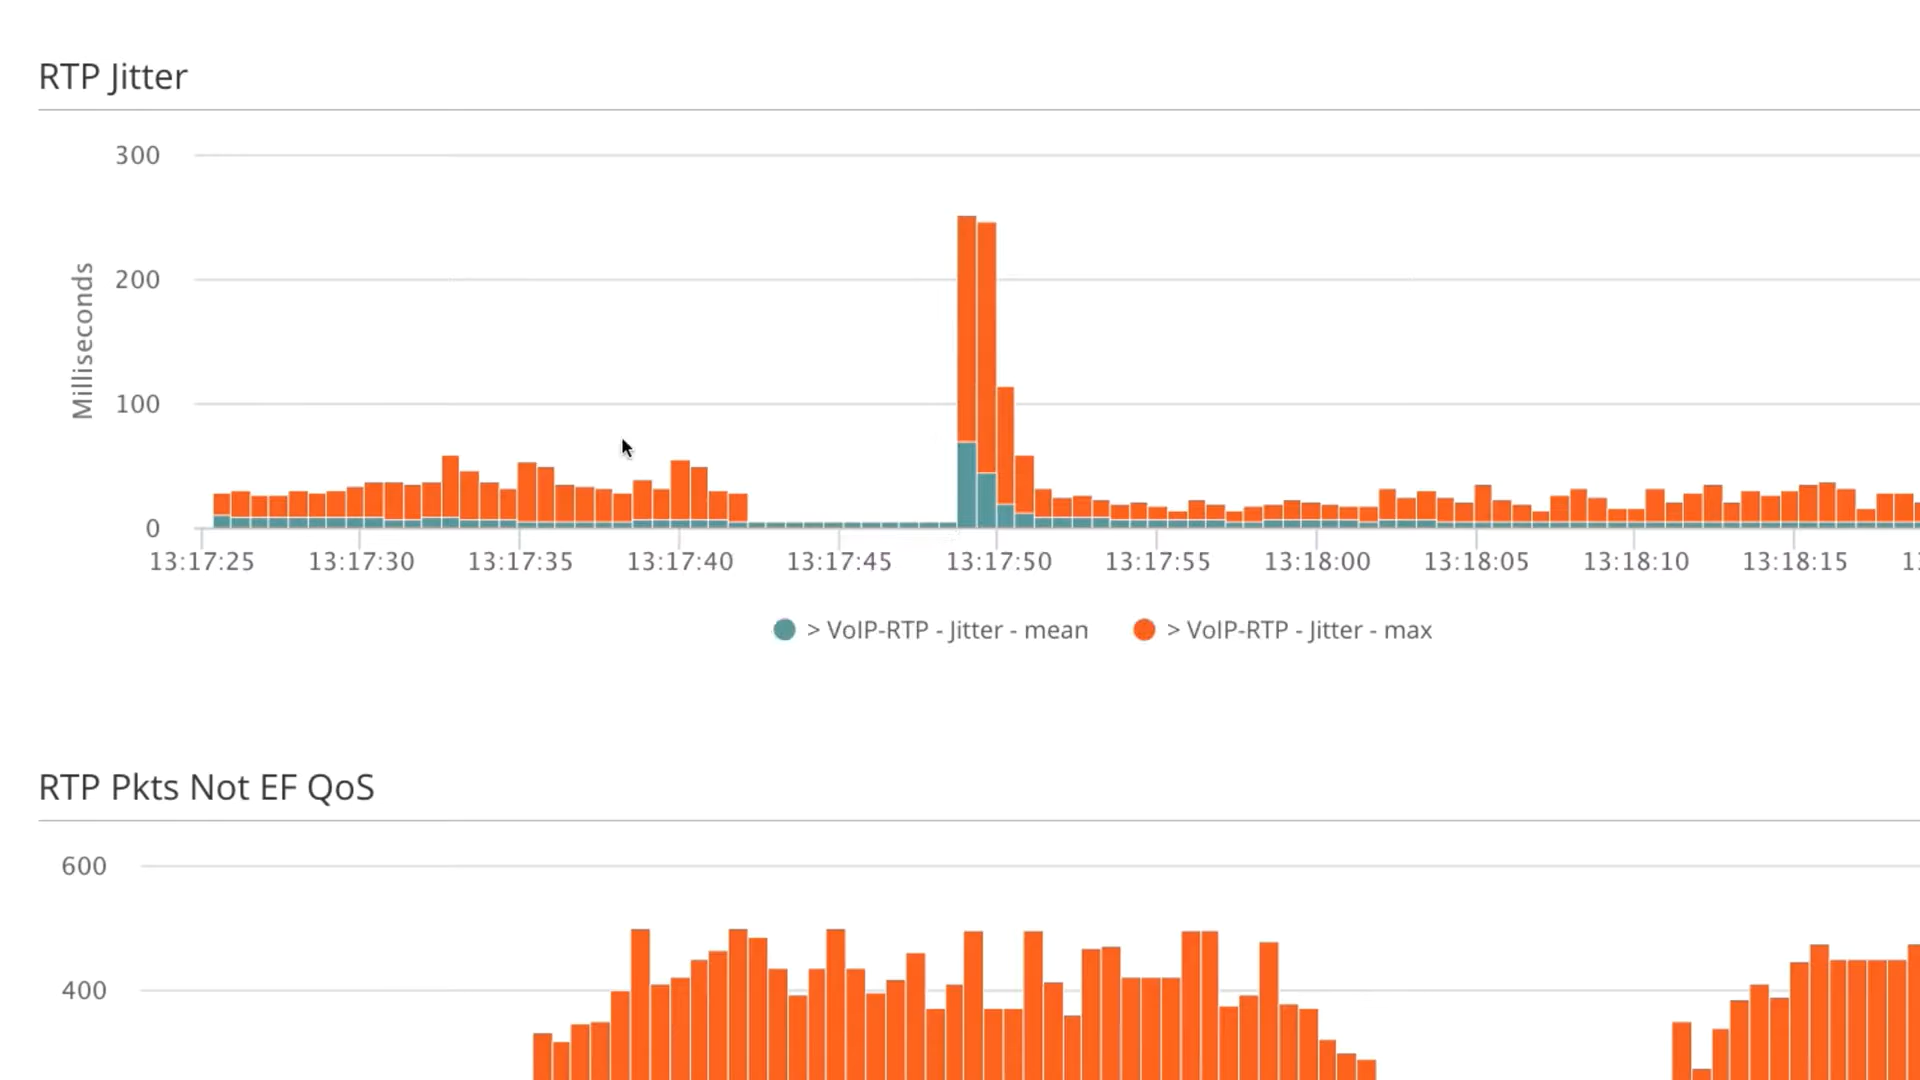 RTP Jitter
300
200
100
0
Milliseconds
13:17:25 13:17:30 13:17:35 13:17:40 13:17:45 13:17:50 13:17:55 13:18:00 13:18:05 13:18:10 13:18:15
> VoIP-RTP - Jitter - mean > VoIP-RTP - Jitter - max
RTP Pkts Not EF QoS
600
400